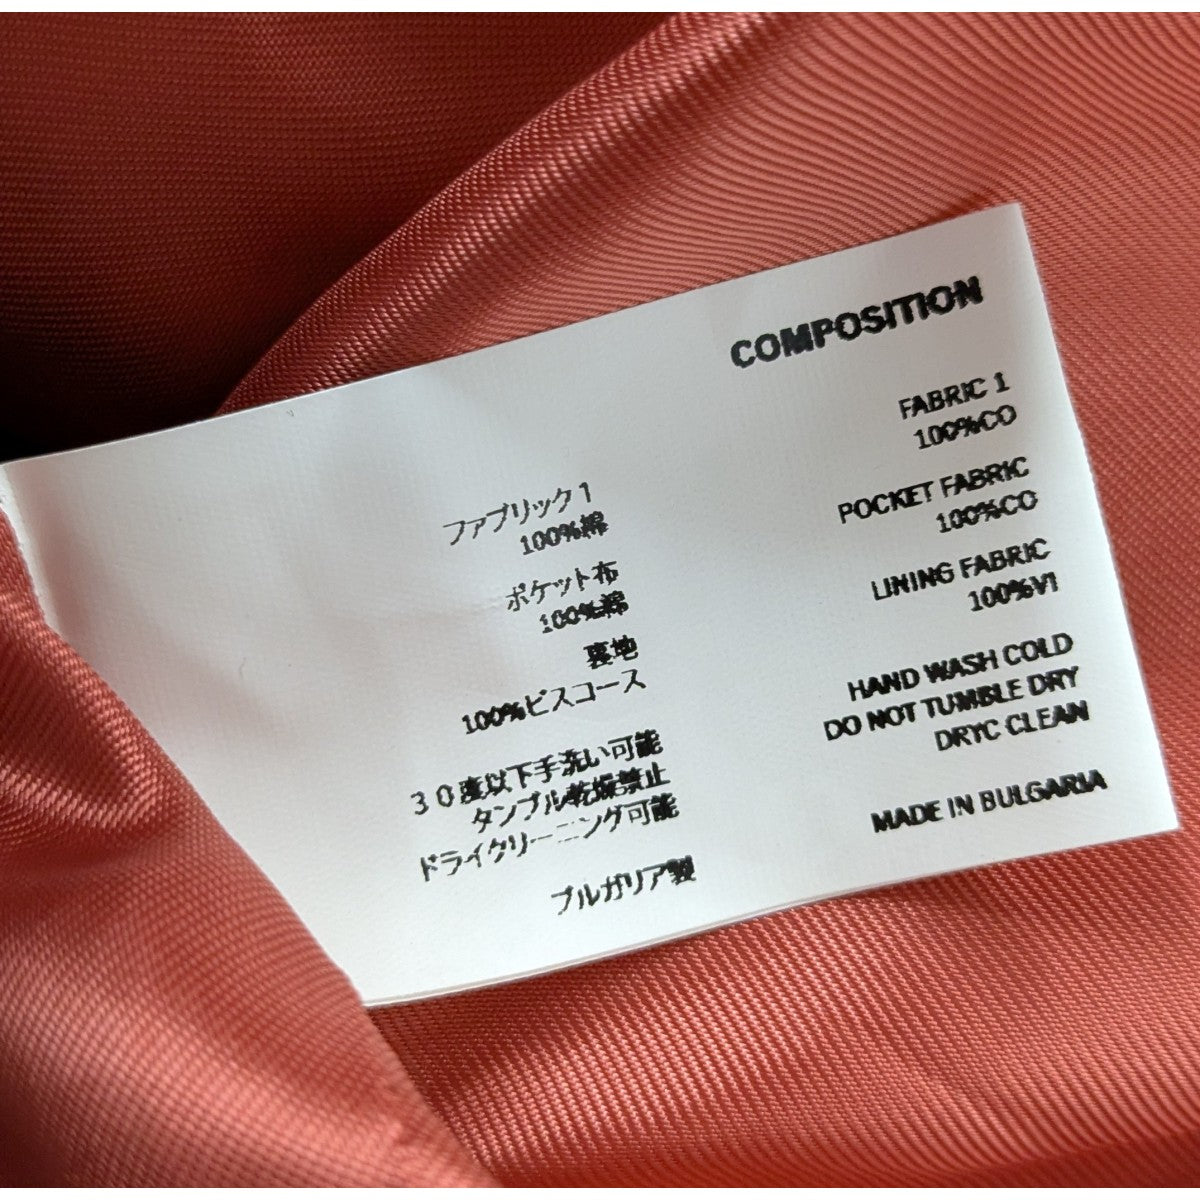 COMPOSITION
FABRIC 1
100%CO
POCKET FABRIC
100%CO
LINING FABRIC
100%VI
HAND WASH COLD
DO NOT TUMBLE DRY
DRYC CLEAN
MADE IN BULGARIA
ファブリック1
100%綿
ポケット布
100%綿
裏地
100%ビスコース
30度以下手洗い可能
タンブル乾燥禁止
ドライクリーニング可能
ブルガリア製